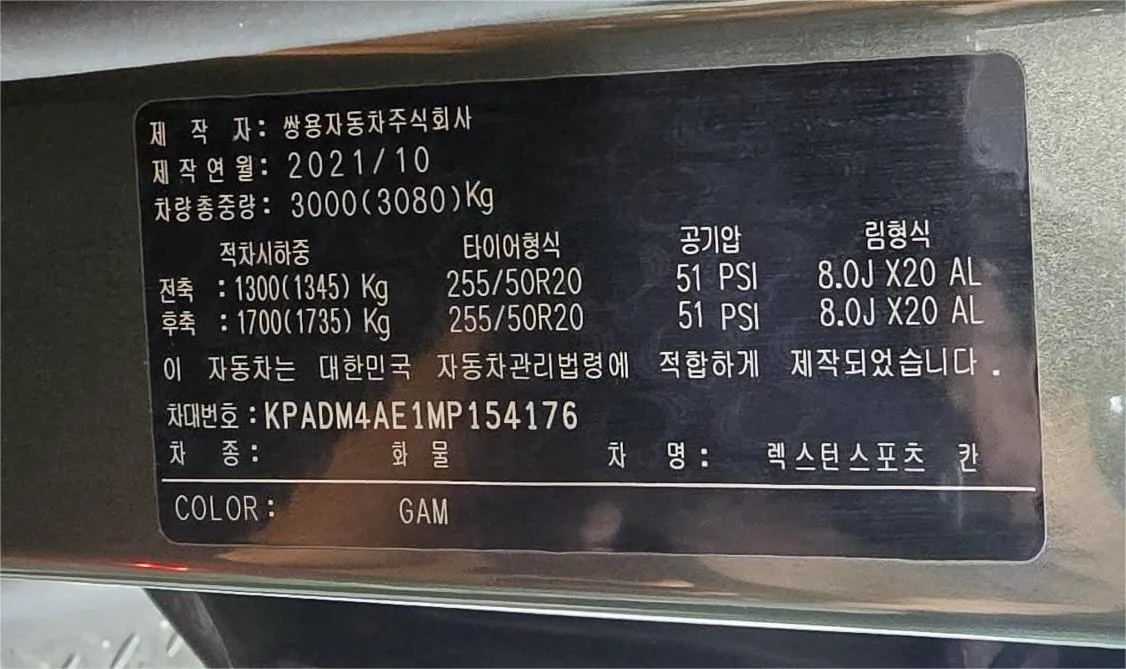 제 작 자: 쌍용자동차주식회사
제작연월: 2021/10
차량총중량: 3000(3080)Kg
적차시하중 타이어형식 공기압 림형식
전축 :1300(1345) Kg 255/50R20 51 PSI 8.0J X20 AL
후축 :1700(1735) Kg 255/50R20 51 PSI 8.0J X20 AL
이 자동차는 대한민국 자동차관리법령에 적합하게 제작되었습니다.
차대번호:KPADM4AE1MP154176
차 종: 화 물 차 명: 렉스턴스포츠 칸
COLOR: GAM